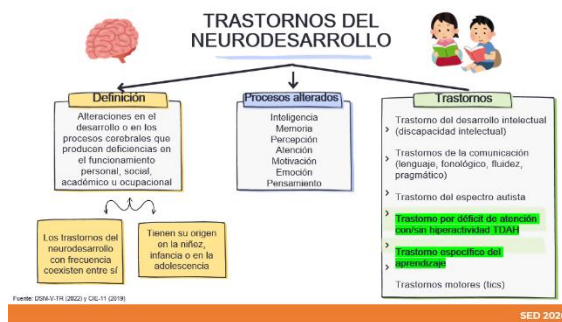 TRASTORNOS DEL
NEURODESARROLLO
Definición
Alteraciones en el
desarrollo o en los
procesos cerebrales que
producen deficiencias en
el funcionamiento
personal, social,
académico u ocupacional
Los trastornos del
neurodesarrollo
con frecuencia
coexisten entre sí
Tienen su origen
en la niñez,
infancia o en la
adolescencia
Procesos alterados
Inteligencia
Memoria
Percepción
Atención
Motivación
Emoción
Pensamiento
Trastornos
Trastorno del desarrollo intelectual
(discapacidad intelectual)
Trastornos de la comunicación
(lenguaje, fonológico, fluidez,
pragmático)
Trastorno del espectro autista
Trastorno por déficit de atención
con/sin hiperactividad TDAH
Trastorno específico del
aprendizaje
Trastornos motores (tics)
Fuente: DSM-V-TR (2022) y CIE-11 (2019)
SED 2026